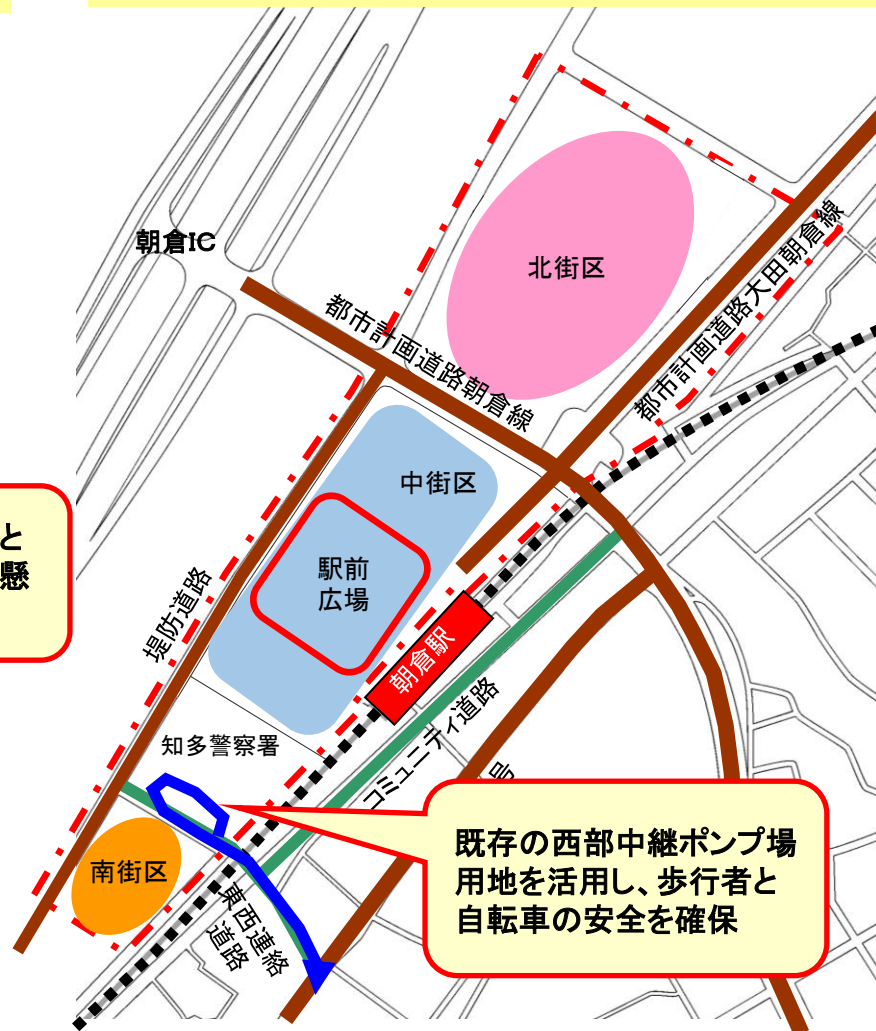 朝倉IC
北街区
都市計画道路大田朝倉線
都市計画道路朝倉線
中街区
と
懸
駅前
広場
堤防道路
朝倉駅
コミュニティ道路
知多警察署
号
南街区
東西連絡
道路
既存の西部中継ポンプ場
用地を活用し、歩行者と
自転車の安全を確保